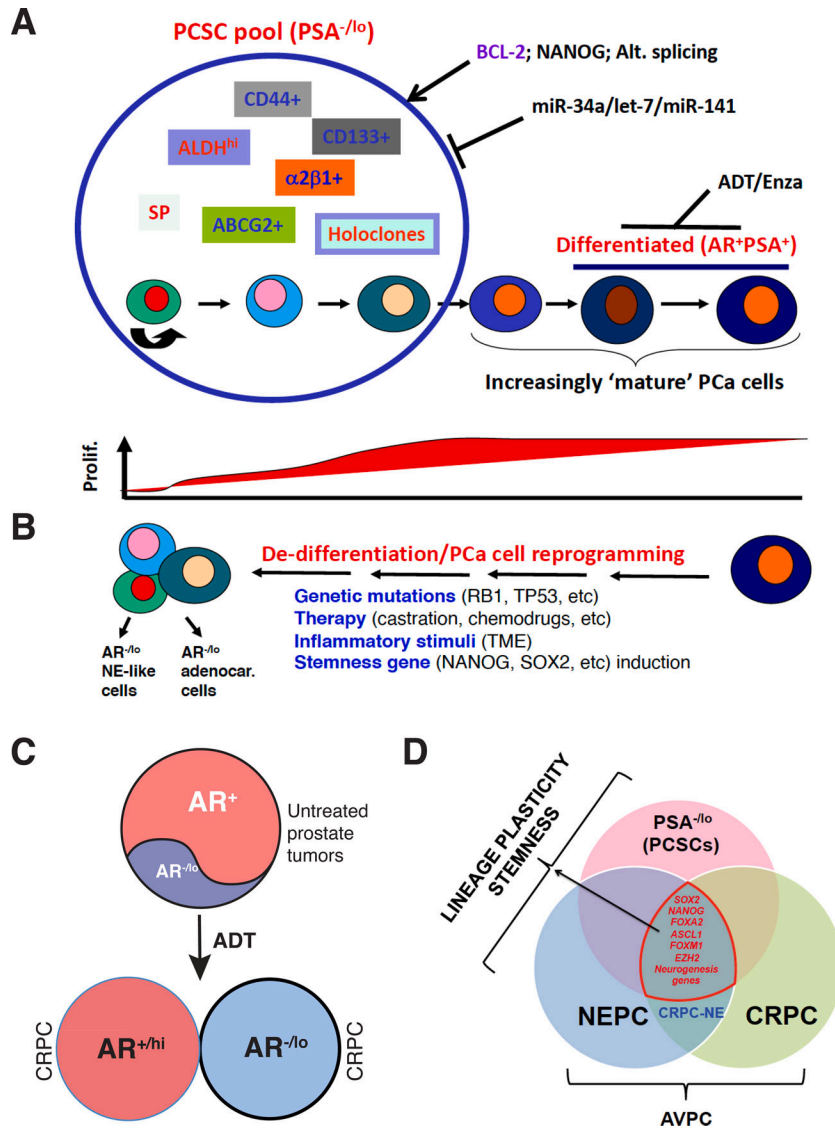 A
PCSC pool (PSA⁻/ˡᵒ)
BCL-2; NANOG; Alt. splicing
CD44+
miR-34a/let-7/miR-141
ALDHʰⁱ
CD133+
α2β1+
SP
ABCG2+
Holoclones
ADT/Enza
Differentiated (AR⁺PSA⁺)
Increasingly ‘mature’ PCa cells
Prolif.
B
De-differentiation/PCa cell reprogramming
Genetic mutations (RB1, TP53, etc)
Therapy (castration, chemodrugs, etc)
Inflammatory stimuli (TME)
Stemness gene (NANOG, SOX2, etc) induction
AR⁻/ˡᵒ
NE-like
cells
AR⁻/ˡᵒ
adenocar.
cells
C
AR⁺
AR⁻/ˡᵒ
Untreated
prostate
tumors
ADT
CRPC
AR⁺/ʰⁱ
AR⁻/ˡᵒ
CRPC
D
LINEAGE PLASTICITY
STEMNESS
PSA⁻/ˡᵒ
(PCSCs)
SOX2
NANOG
FOXA2
ASCL1
FOXM1
EZH2
Neurogenesis
genes
NEPC
CRPC-NE
CRPC
AVPC